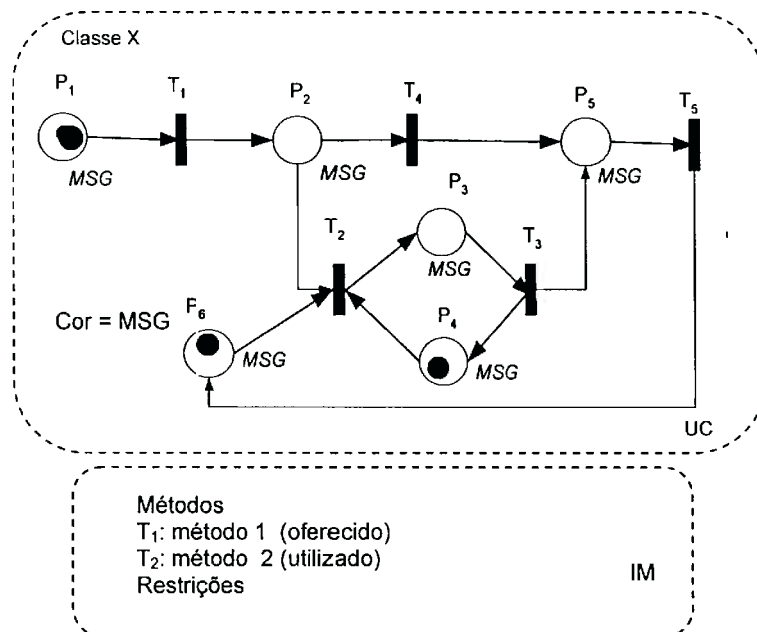 Classe X
P1
T1
P2
T4
P5
T5
MSG
MSG
MSG
P3
T2
T3
MSG
P6
Cor = MSG
P4
MSG
MSG
UC
Métodos
T1: método 1 (oferecido)
T2: método 2 (utilizado)
Restrições
IM